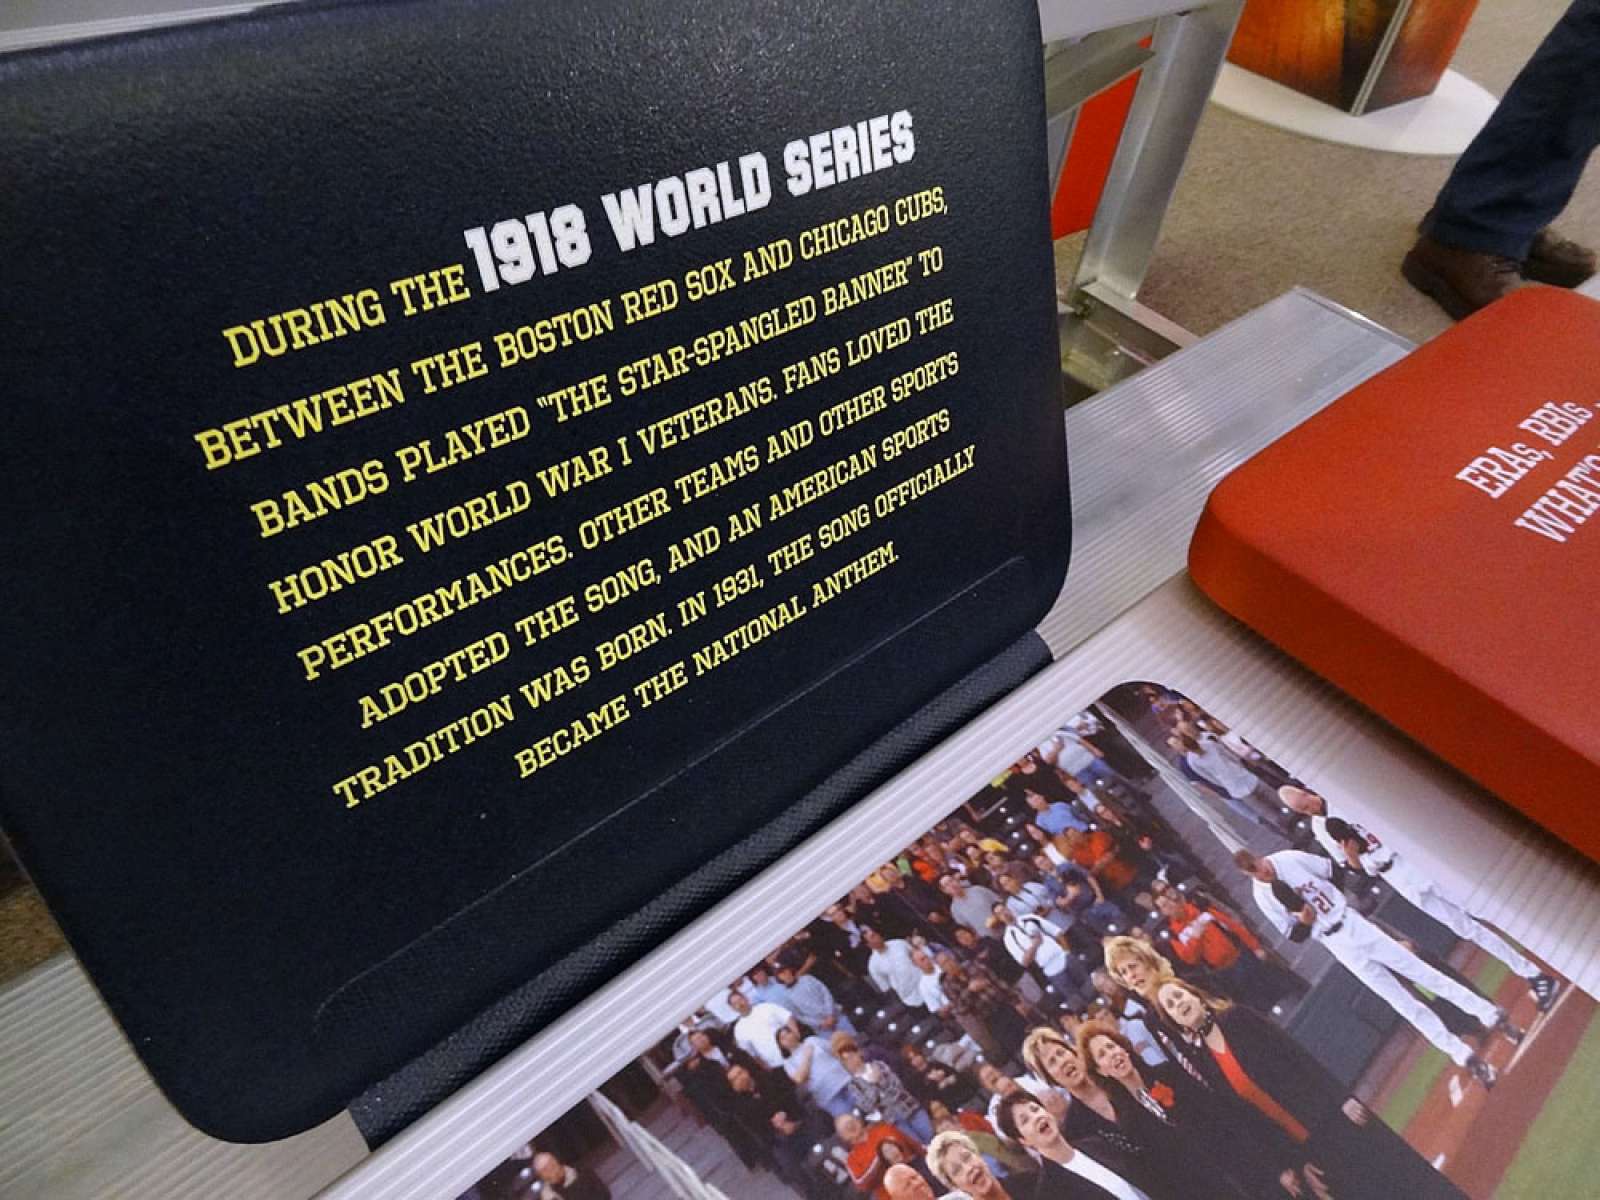 DURING THE 1918 WORLD SERIES
BETWEEN THE BOSTON RED SOX AND CHICAGO CUBS,
BANDS PLAYED "THE STAR-SPANGLED BANNER" TO
HONOR WORLD WAR I VETERANS. FANS LOVED THE
PERFORMANCES. OTHER TEAMS AND OTHER SPORTS
ADOPTED THE SONG, AND AN AMERICAN SPORTS
TRADITION WAS BORN. IN 1931, THE SONG OFFICIALLY
BECAME THE NATIONAL ANTHEM.
ERAs, RBIs
WHAT'S
21